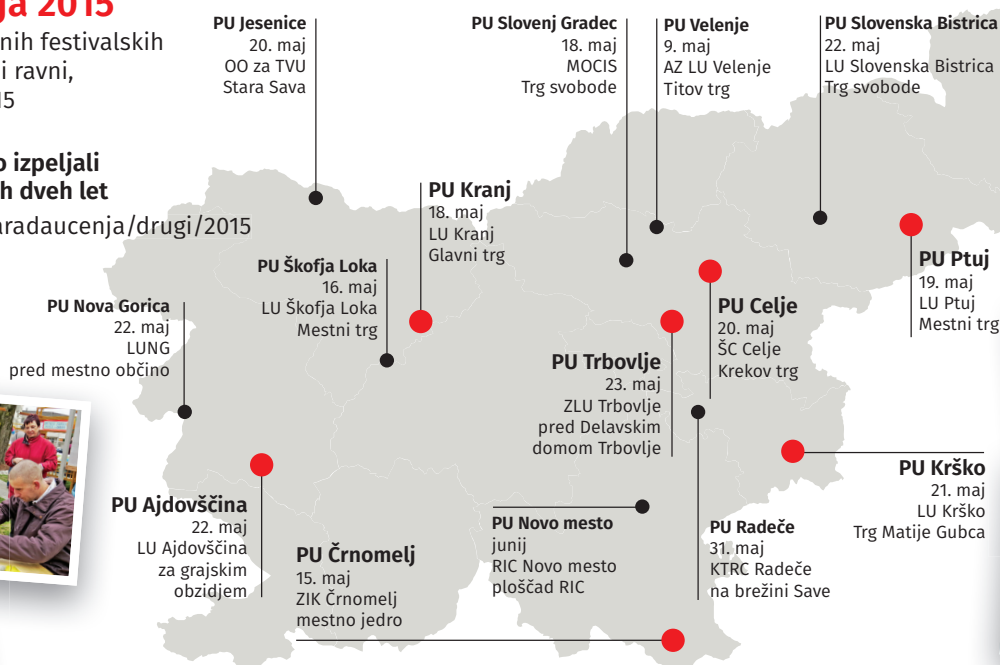 2015
festivalskih
ravni,
izpeljali
dveh let
PU Jesenice
20. maj
OO za TVU
Stara Sava
PU Slovenj Gradec
18. maj
MOCIS
Trg svobode
PU Velenje
9. maj
AZ LU Velenje
Titov trg
PU Slovenska Bistrica
22. maj
LU Slovenska Bistrica
Trg svobode
PU Kranj
18. maj
LU Kranj
Glavni trg
PU Škofja Loka
16. maj
LU Škofja Loka
Mestni trg
PU Nova Gorica
22. maj
LUNG
pred mestno občino
PU Ptuj
19. maj
LU Ptuj
Mestni trg
PU Celje
20. maj
ŠC Celje
Krekov trg
PU Trbovlje
23. maj
ZLU Trbovlje
pred Delavskim
domom Trbovlje
PU Krško
21. maj
LU Krško
Trg Matije Gubca
PU Ajdovščina
22. maj
LU Ajdovščina
za grajskim
obzidjem
PU Črnomelj
15. maj
ZIK Črnomelj
mestno jedro
PU Novo mesto
junij
RIC Novo mesto
ploščad RIC
PU Radeče
31. maj
KTRC Radeče
na brežini Save